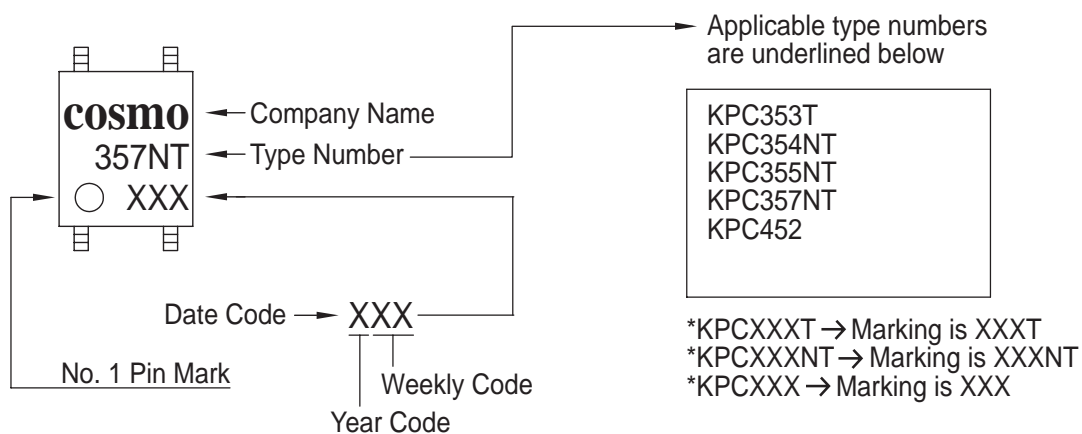 cosmo
357NT
XXX
Company Name
Type Number
Date Code
XXX
No. 1 Pin Mark
Weekly Code
Year Code
Applicable type numbers
are underlined below
KPC353T
KPC354NT
KPC355NT
KPC357NT
KPC452
*KPCXXXT → Marking is XXXT
*KPCXXXNT → Marking is XXXNT
*KPCXXX → Marking is XXX